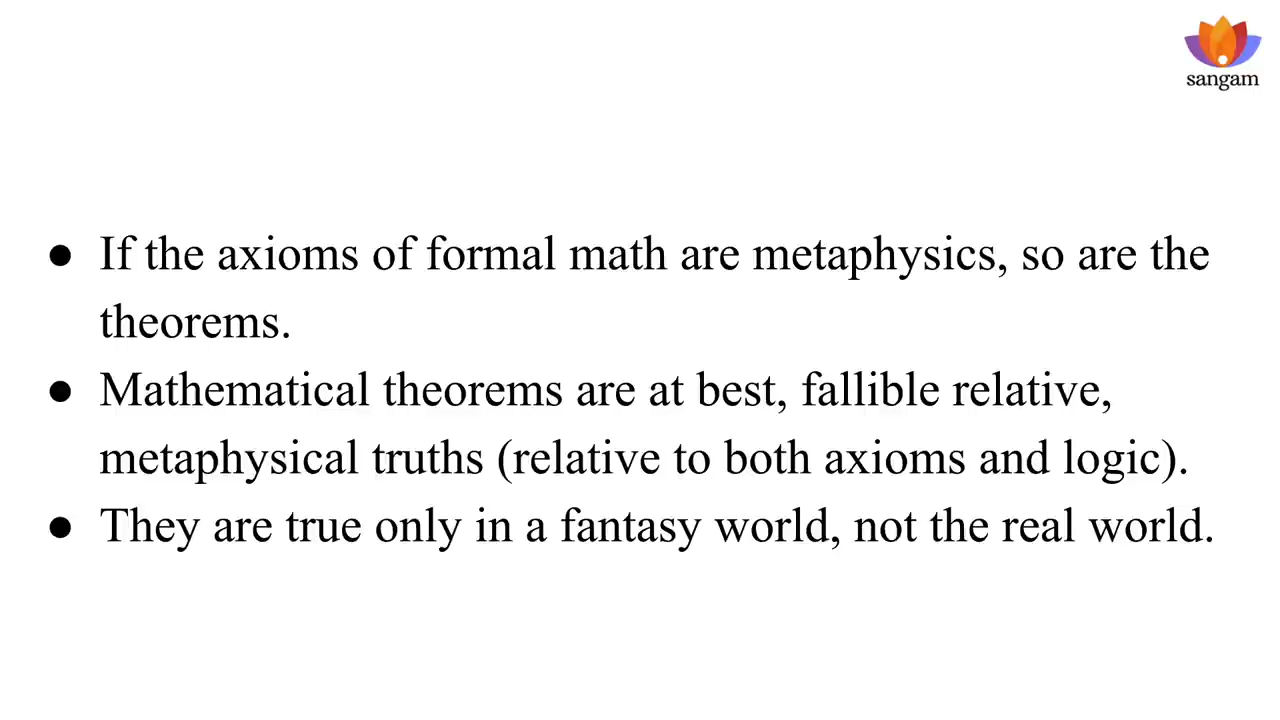 sangam
● If the axioms of formal math are metaphysics, so are the
theorems.
● Mathematical theorems are at best, fallible relative,
metaphysical truths (relative to both axioms and logic).
● They are true only in a fantasy world, not the real world.